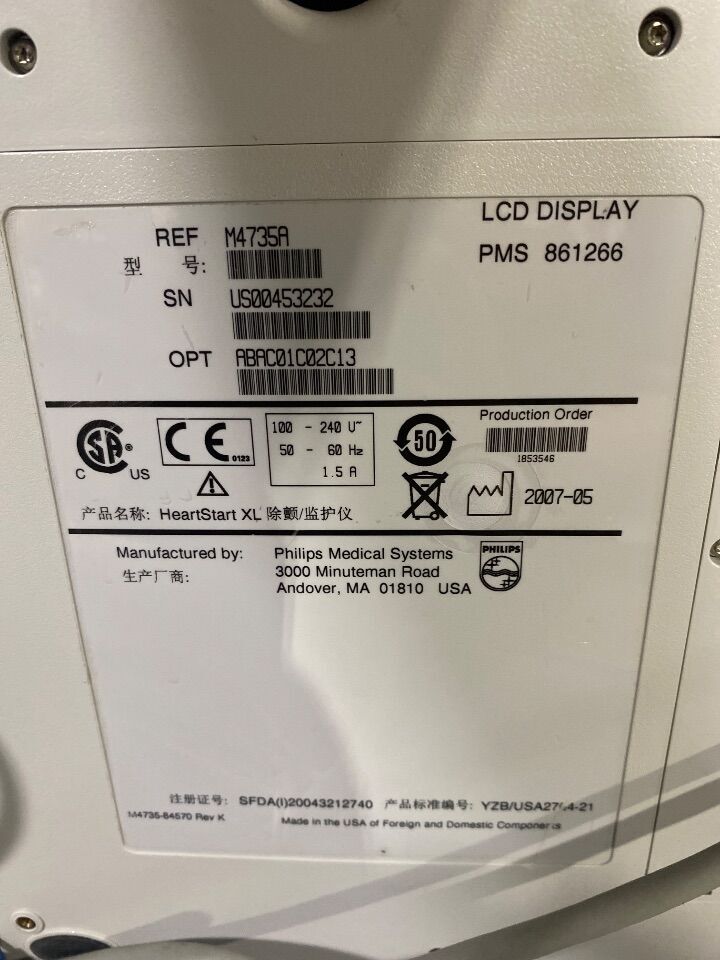 LCD DISPLAY
REF M4735A
PMS 861266
型 号:
SN US00453232
OPT ABAC01C02C13
SA
C US
CE 0123
100 - 240 V~
50 - 60 Hz
1.5 A
50
Production Order
1853546
2007-05
产品名称: HeartStart XL 除颤/监护仪
Manufactured by: Philips Medical Systems
生产厂商: 3000 Minuteman Road
Andover, MA 01810 USA
PHILIPS
注册证号: SFDA(I)20043212740 产品标准编号:
M4735-84570 Rev K
Made in the USA of Foreign and Domestic Components